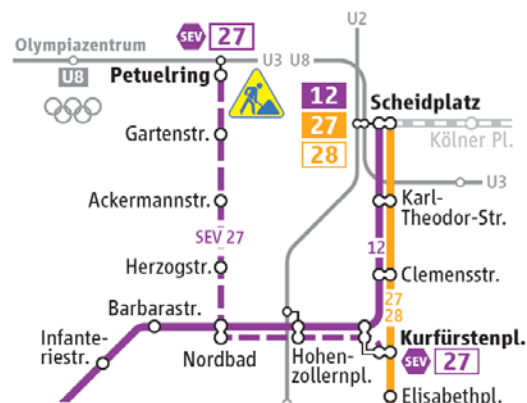 SEV 27
U2
Olympiazentrum
U3 U8
U8
Petuelring
12
27
28
Scheidplatz
Kölner Pl.
Gartenstr.
U3
Ackermannstr.
Karl-
Theodor-Str.
SEV 27
12
Herzogstr.
Clemensstr.
27
28
Barbarastr.
Infante-
riestr.
Nordbad
Hohen-
zollernpl.
Kurfürstenpl.
SEV 27
Elisabethpl.